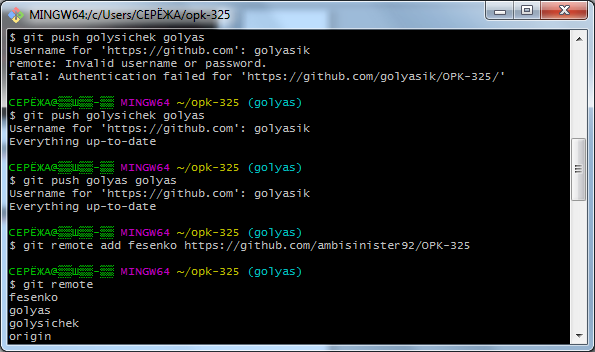 MINGW64:/c/Users/СЕРЁЖА/opk-325
$ git push golysichek golyas
Username for 'https://github.com': golyasik
remote: Invalid username or password.
fatal: Authentication failed for 'https://github.com/golyasik/OPK-325/'
СЕРЁЖА@▒▒Ш▒▒-▒▒ MINGW64 ~/opk-325 (golyas)
$ git push golysichek golyas
Username for 'https://github.com': golyasik
Everything up-to-date
СЕРЁЖА@▒▒Ш▒▒-▒▒ MINGW64 ~/opk-325 (golyas)
$ git push golyas golyas
Username for 'https://github.com': golyasik
Everything up-to-date
СЕРЁЖА@▒▒Ш▒▒-▒▒ MINGW64 ~/opk-325 (golyas)
$ git remote add fesenko https://github.com/ambisinister92/OPK-325
СЕРЁЖА@▒▒Ш▒▒-▒▒ MINGW64 ~/opk-325 (golyas)
$ git remote
fesenko
golyas
golysichek
origin